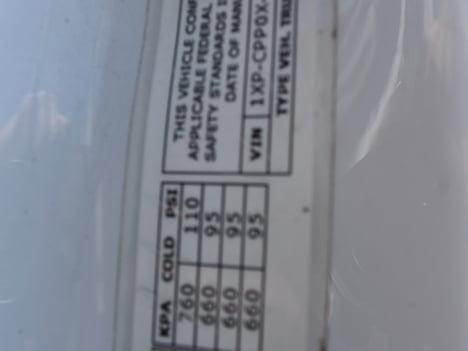 KPA COLD PSI
760 110
660 95
660 95
660 95
THIS VEHICLE CONF
APPLICABLE FEDERAL
SAFETY STANDARDS I
DATE OF MANU
VIN 1XP-CPP0X-
TYPE VEH. TRU